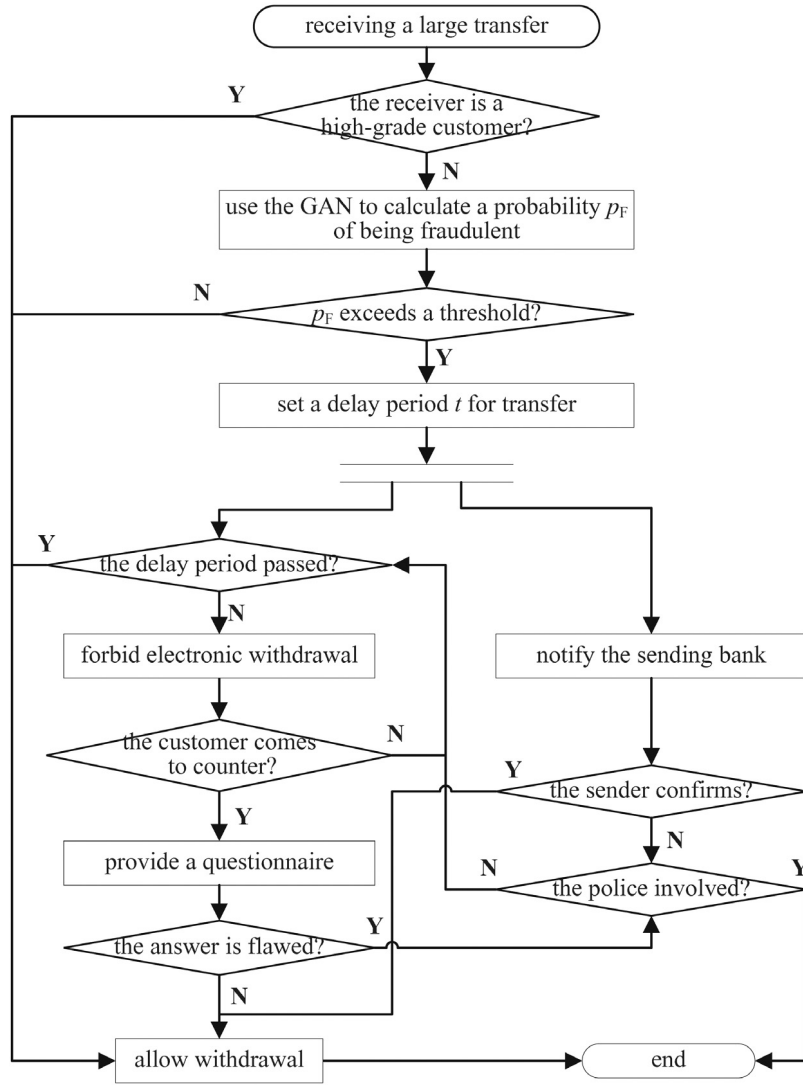 receiving a large transfer
the receiver is a
high-grade customer?
Y
N
use the GAN to calculate a probability pF
of being fraudulent
N
pF exceeds a threshold?
Y
set a delay period t for transfer
Y
the delay period passed?
N
forbid electronic withdrawal
notify the sending bank
the customer comes
to counter?
N
Y
Y
the sender confirms?
N
provide a questionnaire
N
the police involved?
Y
the answer is flawed?
Y
N
allow withdrawal
end